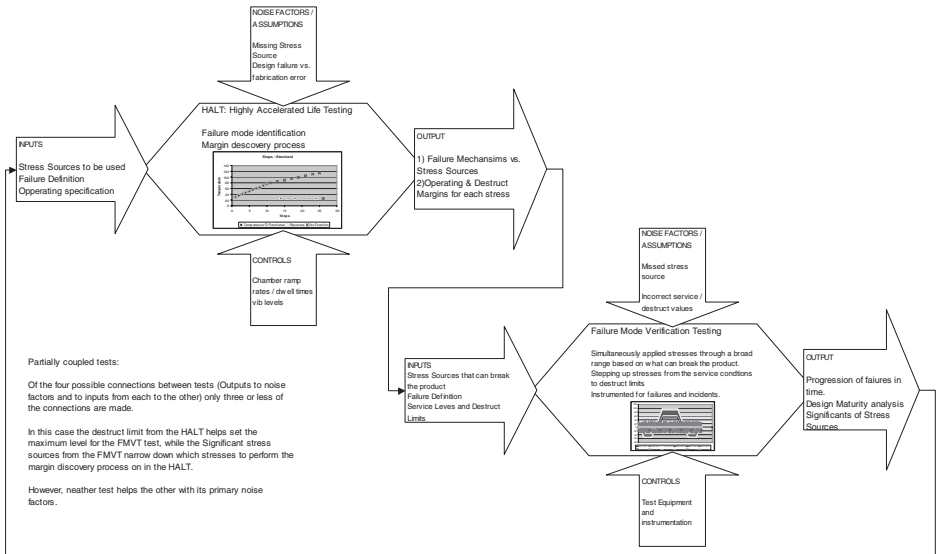 NOISE FACTORS /
ASSUMPTIONS
Missing Stress
Source
Design failure vs.
fabrication error
HALT: Highly Accelerated Life Testing
Failure mode identification
Margin descovery process
Steps - Standard
Steps
INPUTS
Stress Sources to be used
Failure Definition
Opperating specification
OUTPUT
1) Failure Mechansims vs.
Stress Sources
2)Operating & Destruct
Margins for each stress
CONTROLS
Chamber ramp
rates / dwell times
vib levels
NOISE FACTORS /
ASSUMPTIONS
Missed stress
source
Incorrect service /
destruct values
Failure Mode Verification Testing
Simultaneously applied stresses through a broad
range based on what can break the product.
Stepping up stresses from the service condtions
to destruct limits
Instrumented for failures and incidents.
INPUTS
Stress Sources that can break
the product
Failure Definition
Service Leves and Destruct
Limits
OUTPUT
Progression of faiures in
time.
Design Maturity analysis
Significants of Stress
Sources
CONTROLS
Test Equipment
and
instrumentation
Partially coupled tests:
Of the four possible connections between tests (Outputs to noise
factors and to inputs from each to the other) only three or less of
the connections are made.
In this case the destruct limit from the HALT helps set the
maximum level for the FMVT test, while the Significant stress
sources from the FMVT narrow down which stresses to perform the
margin discovery process on in the HALT.
However, neather test helps the other with its primary noise
factors.